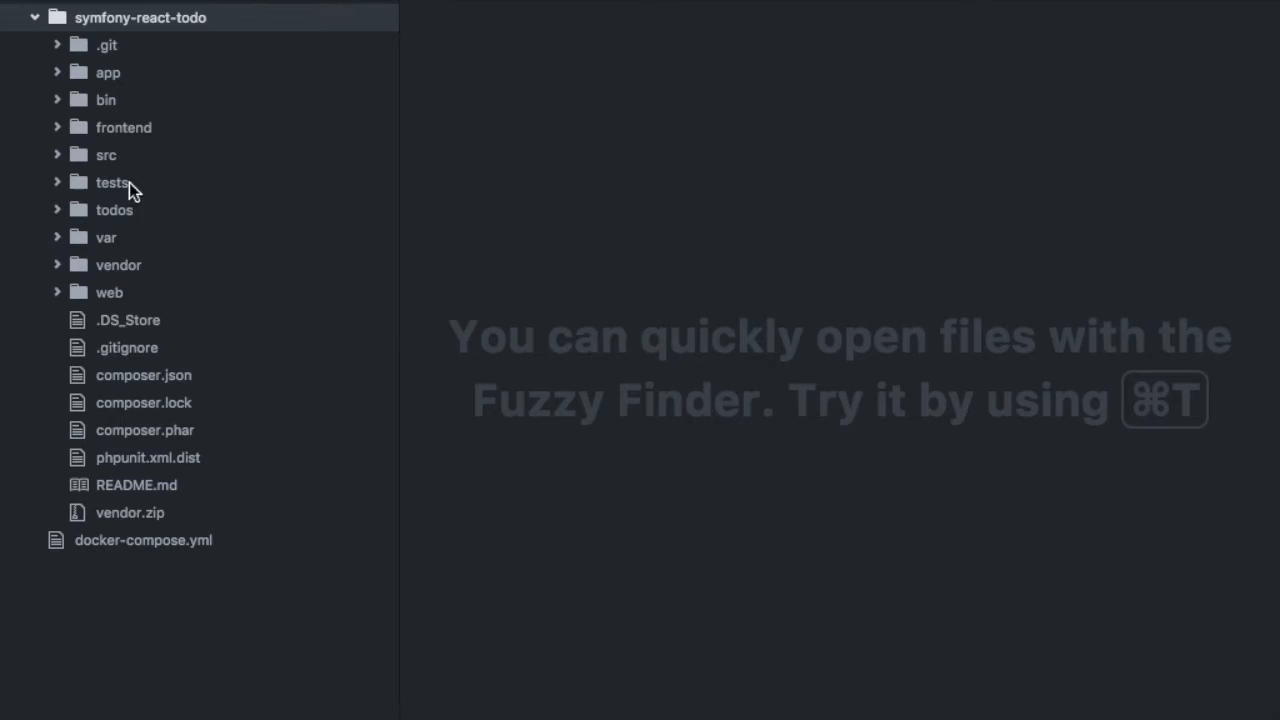 symfony-react-todo
.git
app
bin
frontend
src
tests
todos
var
vendor
web
.DS_Store
.gitignore
composer.json
composer.lock
composer.phar
phpunit.xml.dist
README.md
vendor.zip
docker-compose.yml
You can quickly open files with the
Fuzzy Finder. Try it by using ⌘T